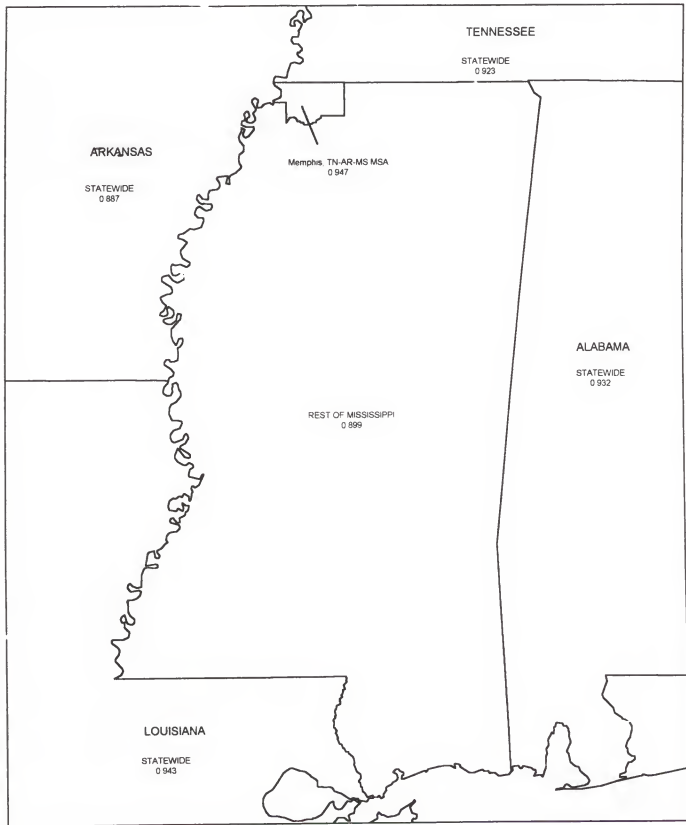 TENNESSEE
STATEWIDE
0 923
Memphis, TN-AR-MS MSA
0 947
ARKANSAS
STATEWIDE
0 887
ALABAMA
STATEWIDE
0 932
REST OF MISSISSIPPI
0 899
LOUISIANA
STATEWIDE
0 943